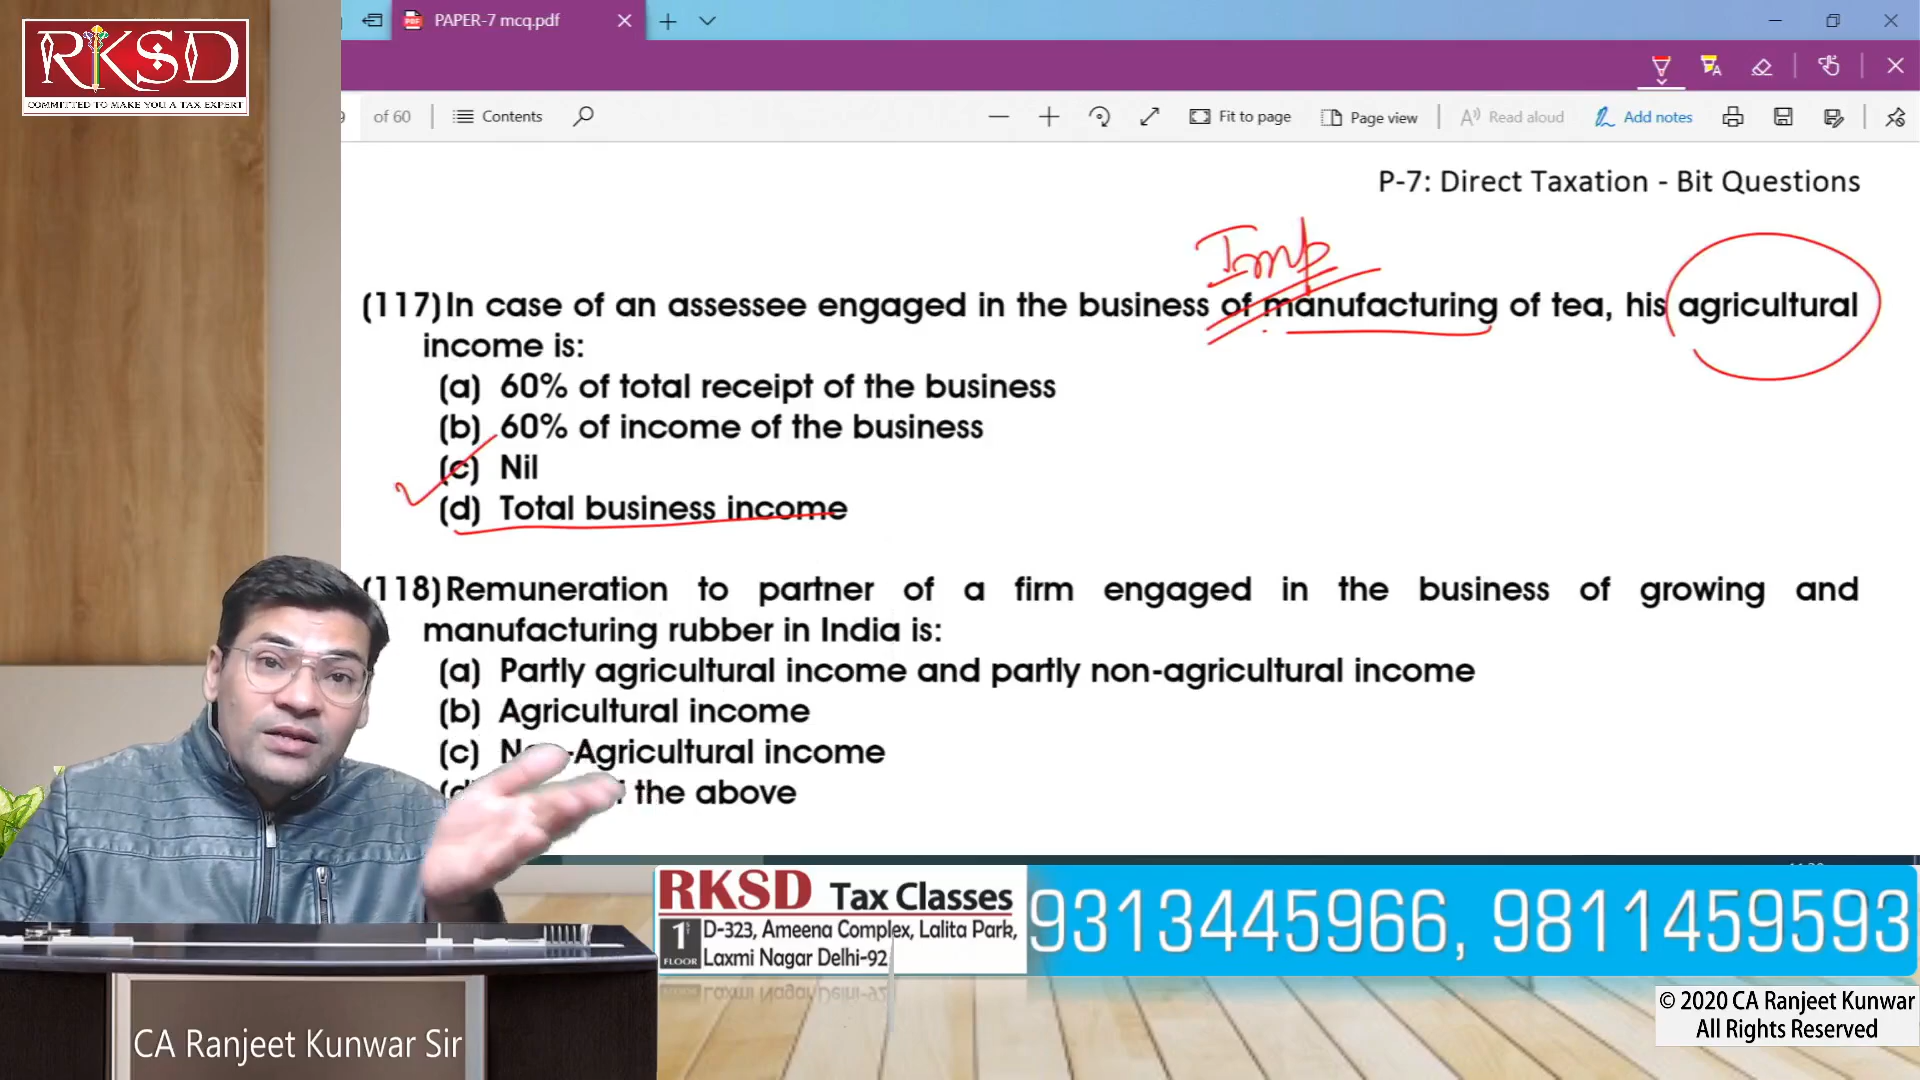 RKSD
COMMITTED TO MAKE YOU A TAX EXPERT
PAPER-7 mcq.pdf
of 60
Contents
Fit to page
Page view
Read aloud
Add notes
P-7: Direct Taxation - Bit Questions
Imp
(117) In case of an assessee engaged in the business of manufacturing of tea, his agricultural
income is:
(a) 60% of total receipt of the business
(b) 60% of income of the business
(c) Nil
(d) Total business income
(118) Remuneration to partner of a firm engaged in the business of growing and
manufacturing rubber in India is:
(a) Partly agricultural income and partly non-agricultural income
(b) Agricultural income
(c) -Agricultural income
the above
RKSD Tax Classes
1ST FLOOR
D-323, Ameena Complex, Lalita Park,
Laxmi Nagar Delhi-92
9313445966, 9811459593
CA Ranjeet Kunwar Sir
© 2020 CA Ranjeet Kunwar
All Rights Reserved